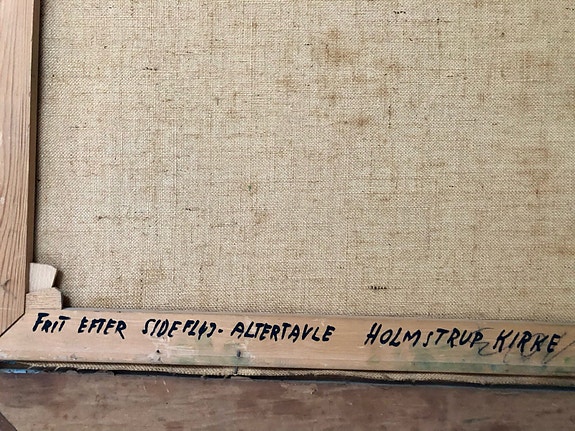 FRIT EFTER SIDEFLØJ- ALTERTAVLE HOLMSTRUP KIRKE